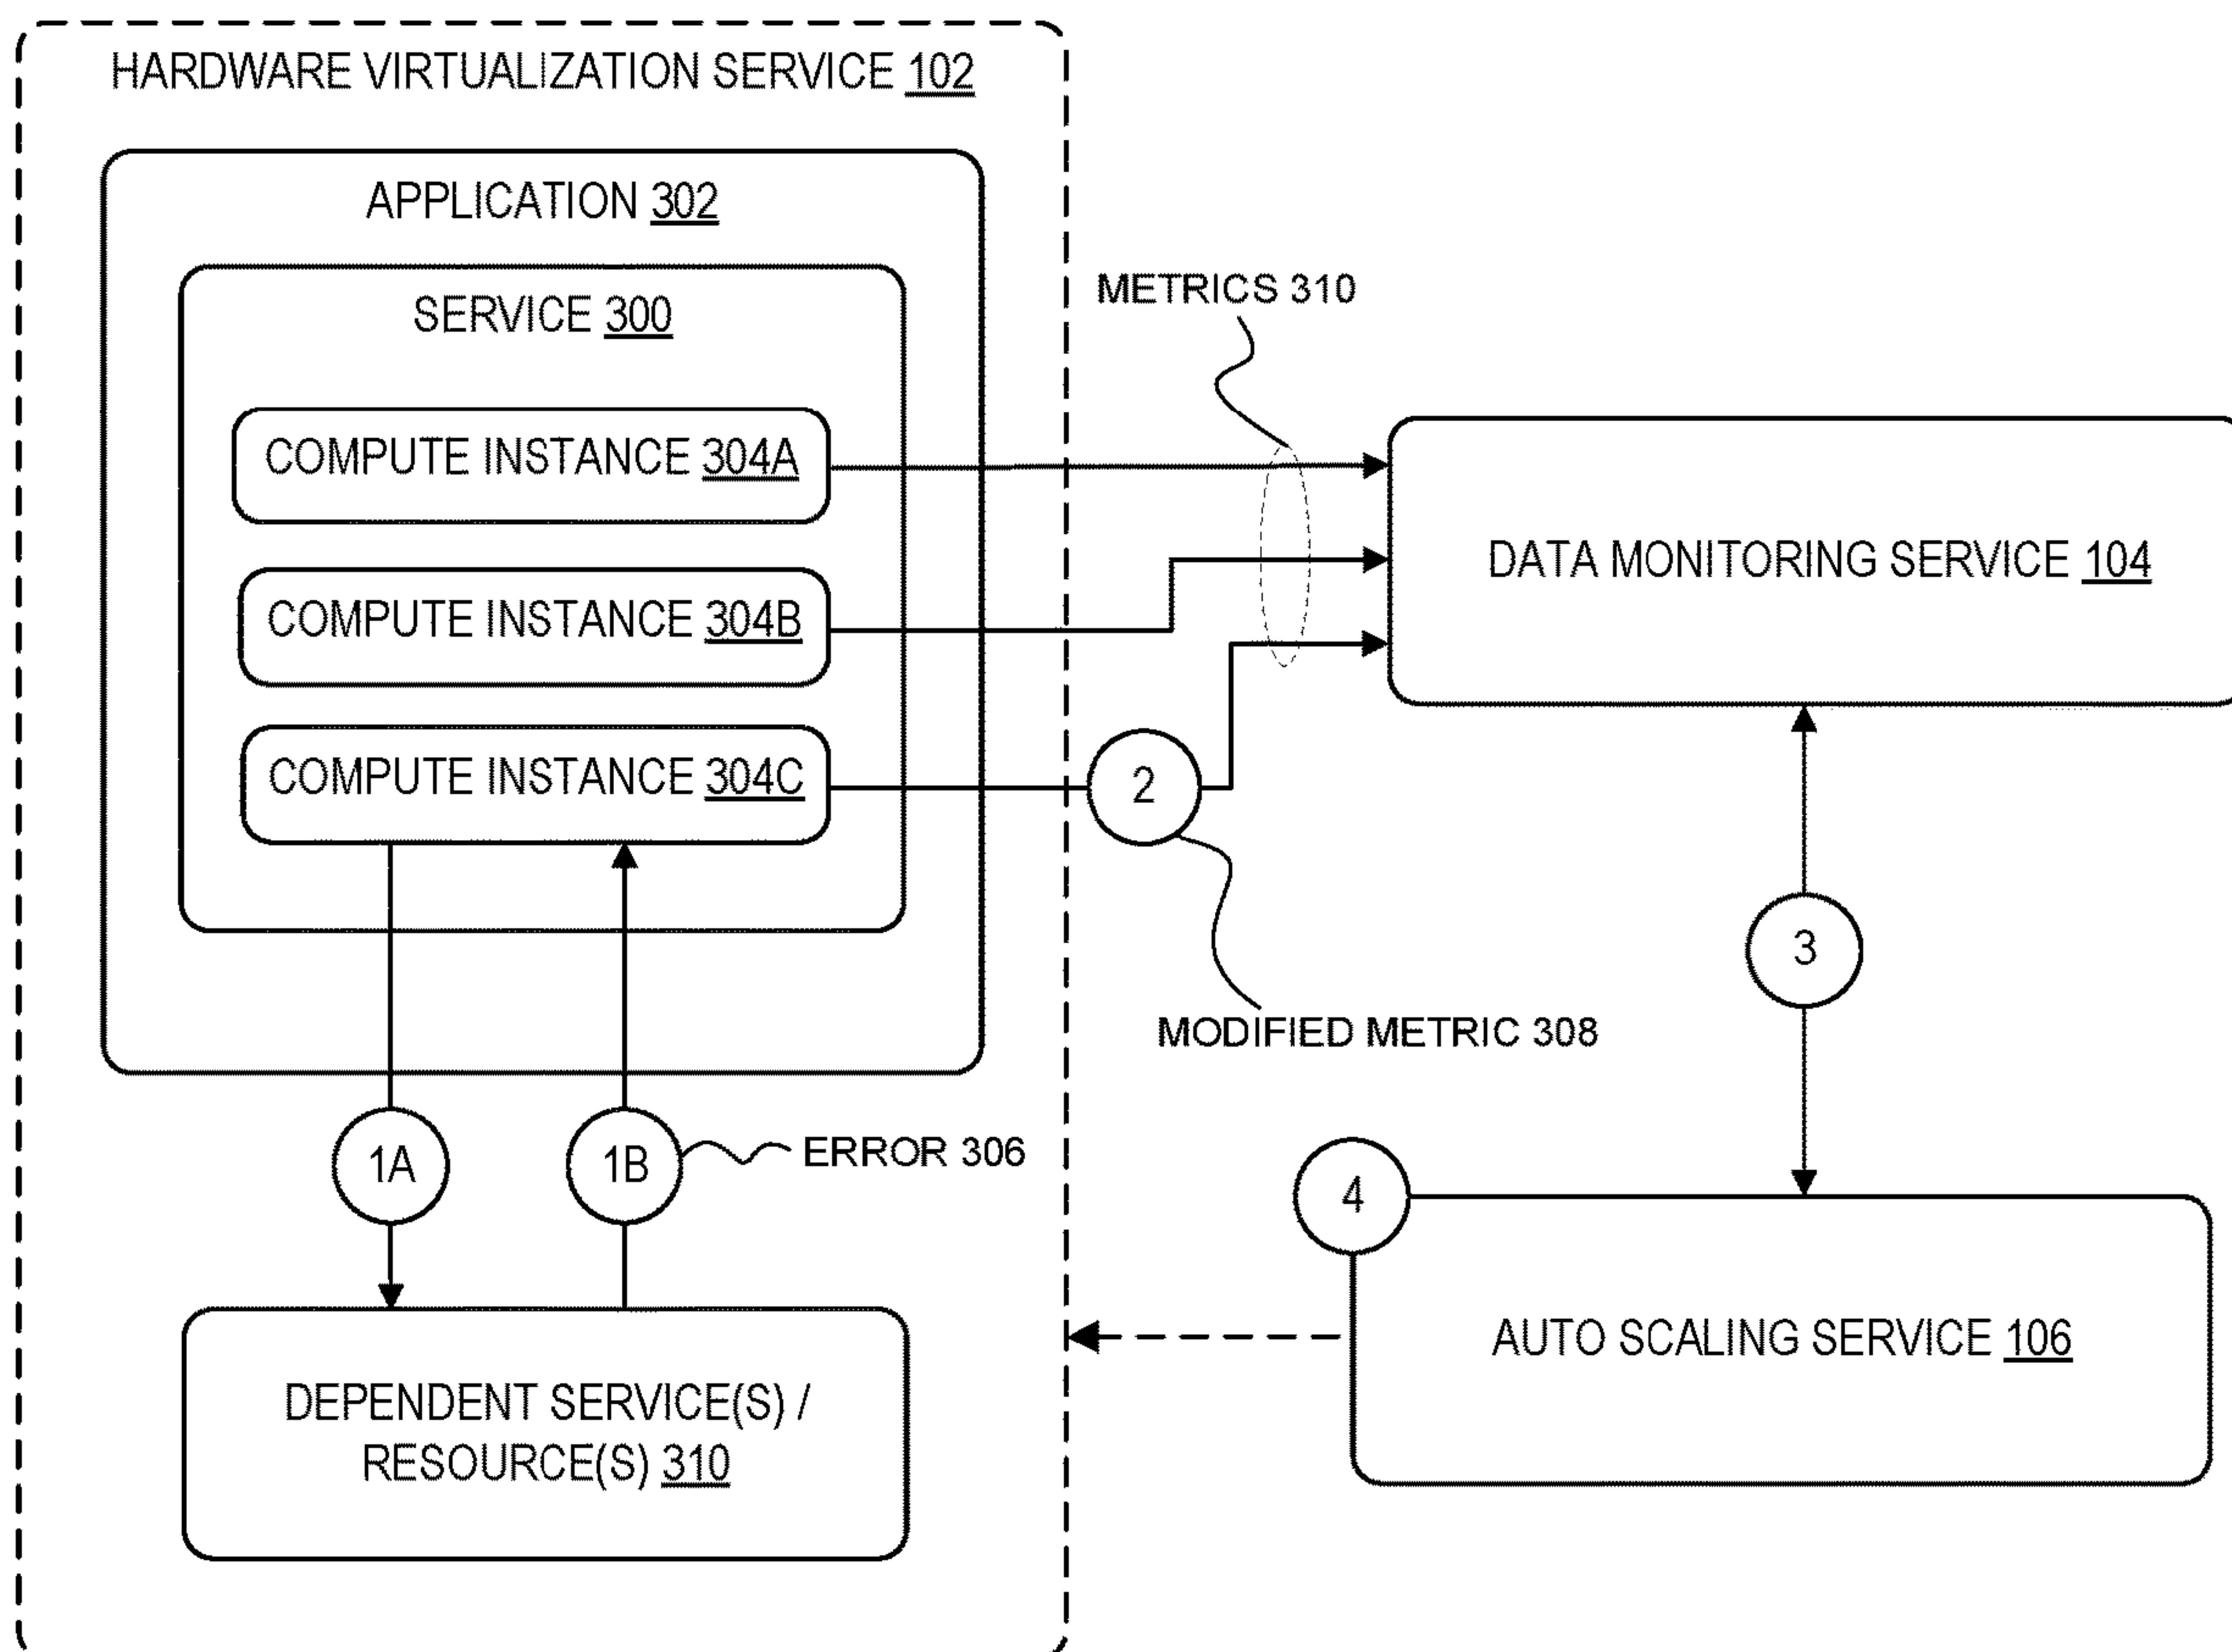 HARDWARE VIRTUALIZATION SERVICE 102
APPLICATION 302
SERVICE 300
METRICS 310
COMPUTE INSTANCE 304A
DATA MONITORING SERVICE 104
COMPUTE INSTANCE 304B
COMPUTE INSTANCE 304C
2
3
MODIFIED METRIC 308
1A
1B
ERROR 306
4
AUTO SCALING SERVICE 106
DEPENDENT SERVICE(S) /
RESOURCE(S) 310